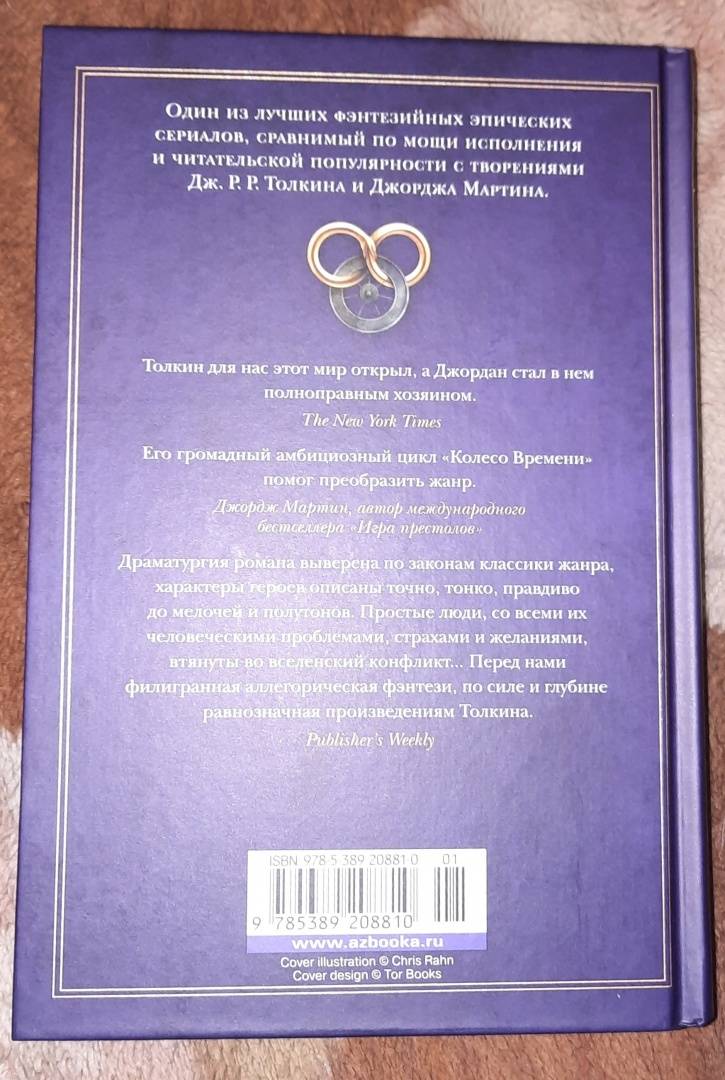 Один из лучших фэнтезийных эпических
сериалов, сравнимый по мощи исполнения
и читательской популярности с творениями
Дж. Р. Р. Толкина и Джорджа Мартина.
Толкин для нас этот мир открыл, а Джордан стал в нем
полноправным хозяином.
The New York Times
Его громадный амбициозный цикл «Колесо Времени»
помог преобразить жанр.
Джордж Мартин, автор международного
бестселлера «Игра престолов»
Драматургия романа выверена по законам классики жанра,
характеры героев описаны точно, тонко, правдиво
до мелочей и полутонов. Простые люди, со всеми их
человеческими проблемами, страхами и желаниями,
втянуты во вселенский конфликт... Перед нами
филигранная аллегорическая фэнтези, по силе и глубине
равнозначная произведениям Толкина.
Publisher's Weekly
ISBN 978-5-389-20881-0 01
9 785389 208810
www.azbooka.ru
Cover illustration © Chris Rahn
Cover design © Tor Books